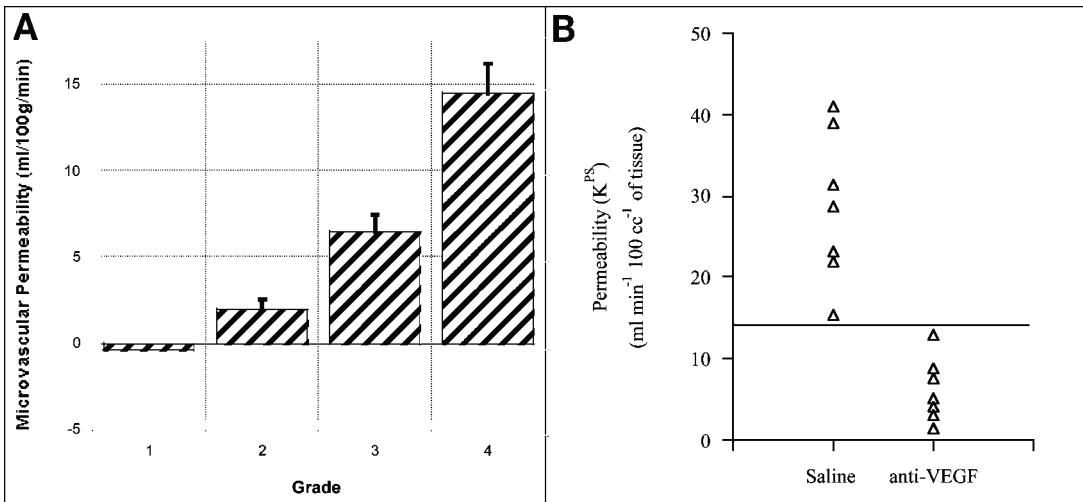 A
Microvascular Permeability (ml/100g/min)
15
10
5
0
-5
1 2 3 4
Grade
B
Permeability (K^PS)
(ml min⁻¹ 100 cc⁻¹ of tissue)
50
40
30
20
10
0
Saline anti-VEGF